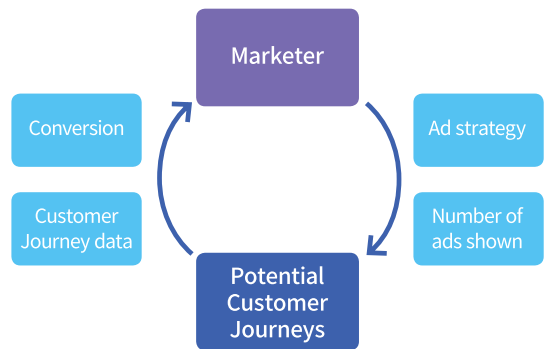 Marketer
Conversion
Ad strategy
Customer
Journey data
Number of
ads shown
Potential
Customer
Journeys